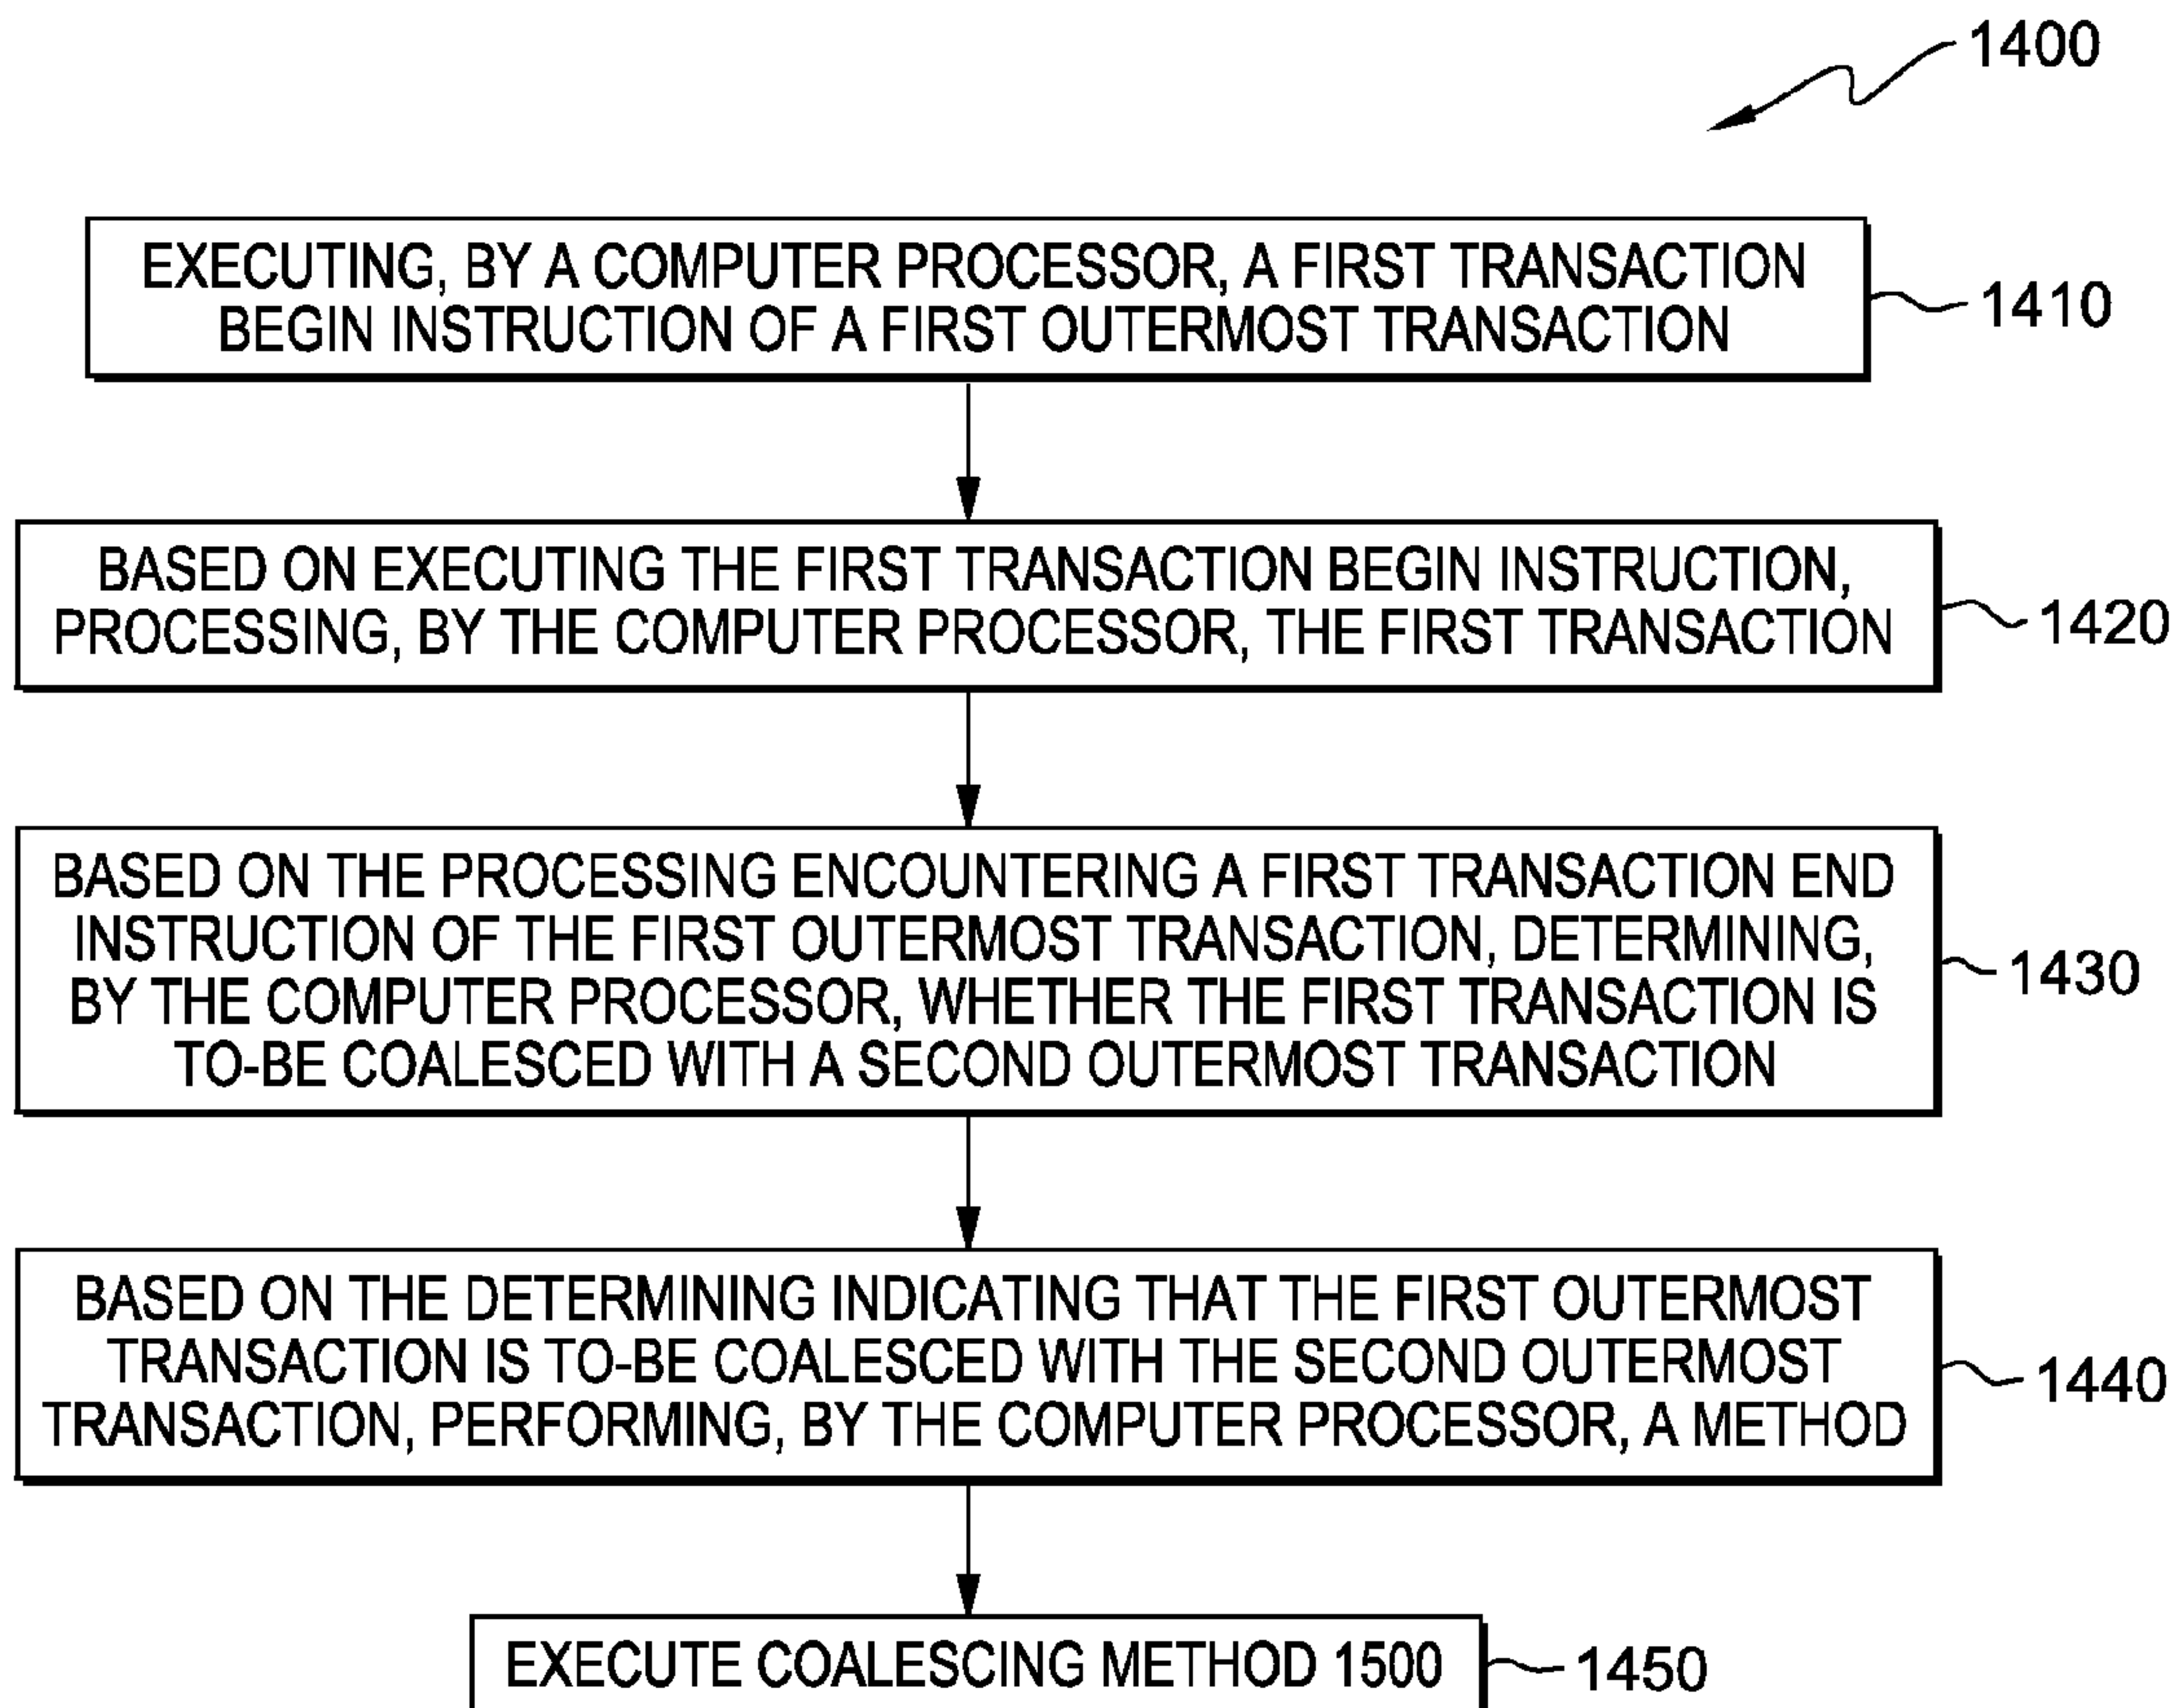 1400
EXECUTING, BY A COMPUTER PROCESSOR, A FIRST TRANSACTION
BEGIN INSTRUCTION OF A FIRST OUTERMOST TRANSACTION
1410
BASED ON EXECUTING THE FIRST TRANSACTION BEGIN INSTRUCTION,
PROCESSING, BY THE COMPUTER PROCESSOR, THE FIRST TRANSACTION
1420
BASED ON THE PROCESSING ENCOUNTERING A FIRST TRANSACTION END
INSTRUCTION OF THE FIRST OUTERMOST TRANSACTION, DETERMINING,
BY THE COMPUTER PROCESSOR, WHETHER THE FIRST TRANSACTION IS
TO-BE COALESCED WITH A SECOND OUTERMOST TRANSACTION
1430
BASED ON THE DETERMINING INDICATING THAT THE FIRST OUTERMOST
TRANSACTION IS TO-BE COALESCED WITH THE SECOND OUTERMOST
TRANSACTION, PERFORMING, BY THE COMPUTER PROCESSOR, A METHOD
1440
EXECUTE COALESCING METHOD 1500
1450